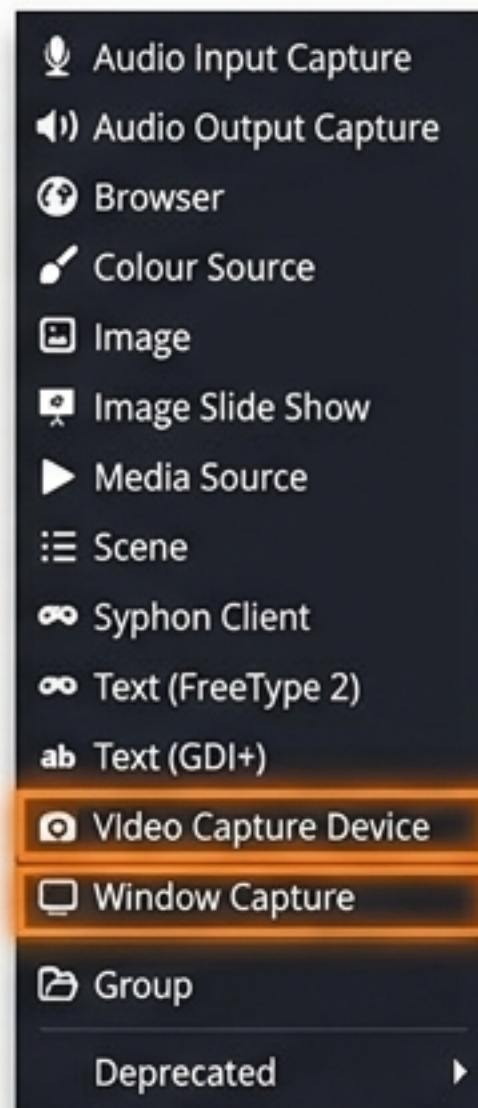 Audio Input Capture
Audio Output Capture
Browser
Colour Source
Image
Image Slide Show
Media Source
Scene
Syphon Client
Text (FreeType 2)
ab Text (GDI+)
VIdeo Capture Device
Window Capture
Group
Deprecated